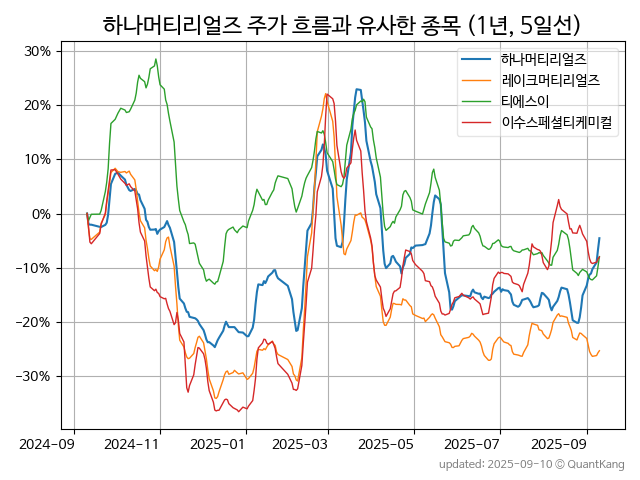 하나머티리얼즈 주가 흐름과 유사한 종목 (1년, 5일선)
30%
20%
10%
0%
−10%
−20%
−30%
하나머티리얼즈
레이크머티리얼즈
티에스이
이수스페셜티케미컬
2024-09
2024-11
2025-01
2025-03
2025-05
2025-07
2025-09
updated: 2025-09-10 © QuantKang